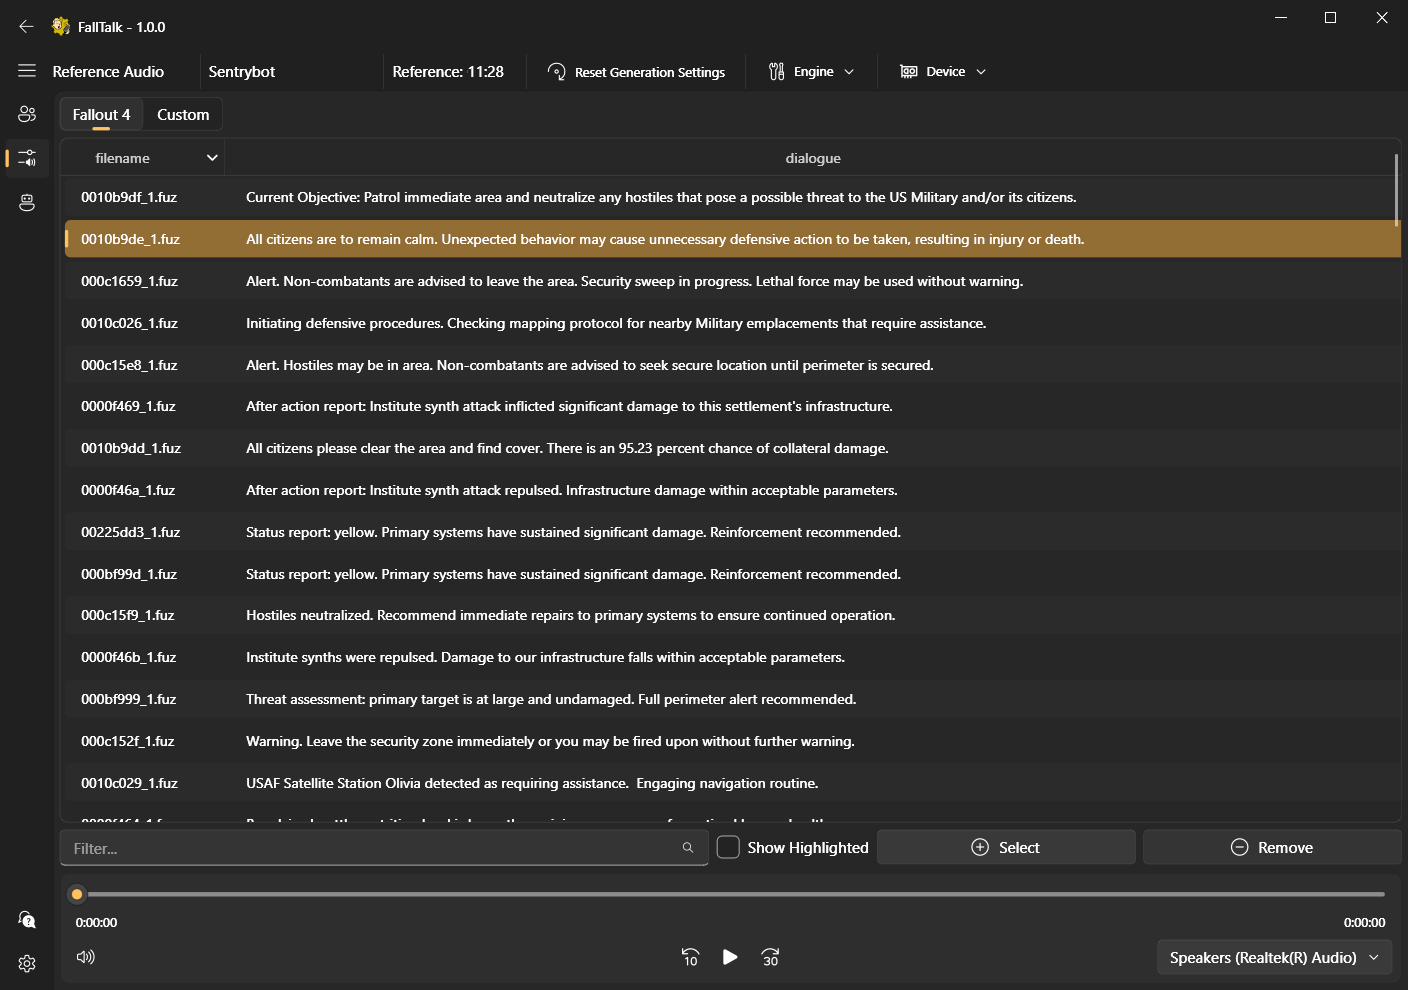 FallTalk - 1.0.0
Reference Audio
Sentrybot
Reference: 11:28
Reset Generation Settings
Engine
Device
Fallout 4
Custom
filename
dialogue
0010b9df_1.fuz Current Objective: Patrol immediate area and neutralize any hostiles that pose a possible threat to the US Military and/or its citizens.
0010b9de_1.fuz All citizens are to remain calm. Unexpected behavior may cause unnecessary defensive action to be taken, resulting in injury or death.
000c1659_1.fuz Alert. Non-combatants are advised to leave the area. Security sweep in progress. Lethal force may be used without warning.
0010c026_1.fuz Initiating defensive procedures. Checking mapping protocol for nearby Military emplacements that require assistance.
000c15e8_1.fuz Alert. Hostiles may be in area. Non-combatants are advised to seek secure location until perimeter is secured.
0000f469_1.fuz After action report: Institute synth attack inflicted significant damage to this settlement's infrastructure.
0010b9dd_1.fuz All citizens please clear the area and find cover. There is an 95.23 percent chance of collateral damage.
0000f46a_1.fuz After action report: Institute synth attack repulsed. Infrastructure damage within acceptable parameters.
00225dd3_1.fuz Status report: yellow. Primary systems have sustained significant damage. Reinforcement recommended.
000bf99d_1.fuz Status report: yellow. Primary systems have sustained significant damage. Reinforcement recommended.
000c15f9_1.fuz Hostiles neutralized. Recommend immediate repairs to primary systems to ensure continued operation.
0000f46b_1.fuz Institute synths were repulsed. Damage to our infrastructure falls within acceptable parameters.
000bf999_1.fuz Threat assessment: primary target is at large and undamaged. Full perimeter alert recommended.
000c152f_1.fuz Warning. Leave the security zone immediately or you may be fired upon without further warning.
0010c029_1.fuz USAF Satellite Station Olivia detected as requiring assistance.  Engaging navigation routine.
Filter...
Show Highlighted
Select
Remove
0:00:00
0:00:00
10
30
Speakers (Realtek(R) Audio)